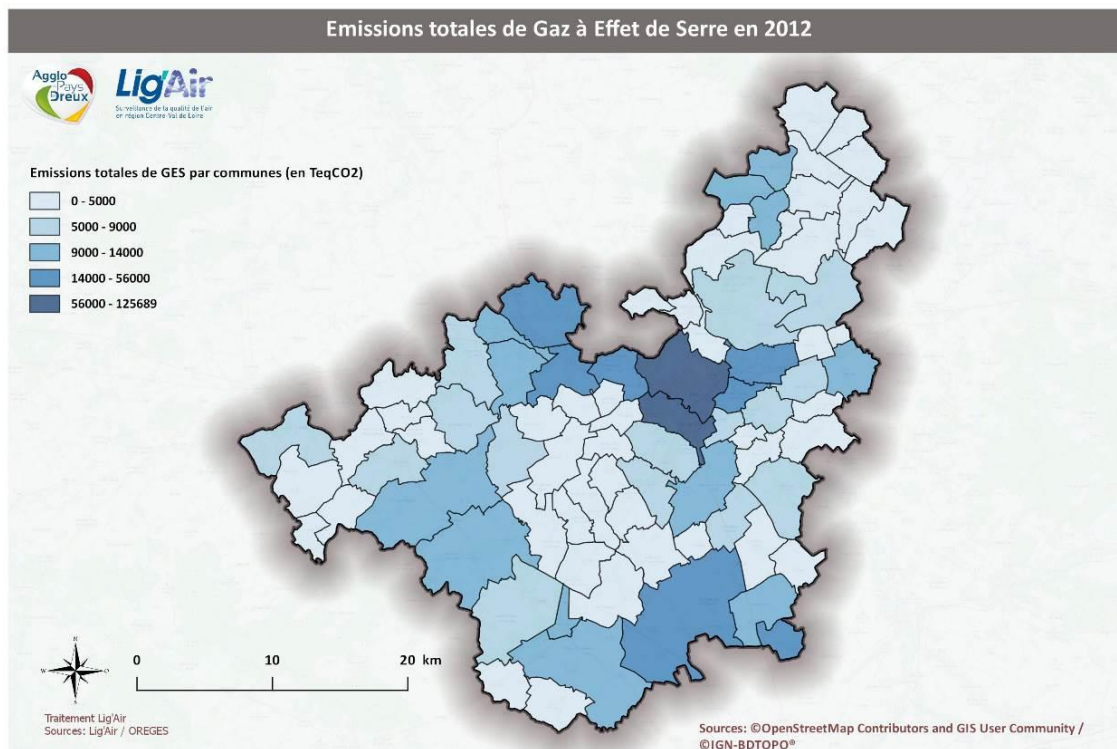 Emissions totales de Gaz à Effet de Serre en 2012
Agglo
Pays
Dreux
Lig'Air
Surveillance de la qualité de l'air
en région Centre-Val de Loire
Emissions totales de GES par communes (en TeqCO2)
0 - 5000
5000 - 9000
9000 - 14000
14000 - 56000
56000 - 125689
N
W
E
S
0 10 20 km
Traitement Lig'Air
Sources: Lig'Air / OREGES
Sources: ©OpenStreetMap Contributors and GIS User Community /
©IGN-BDTOPO®